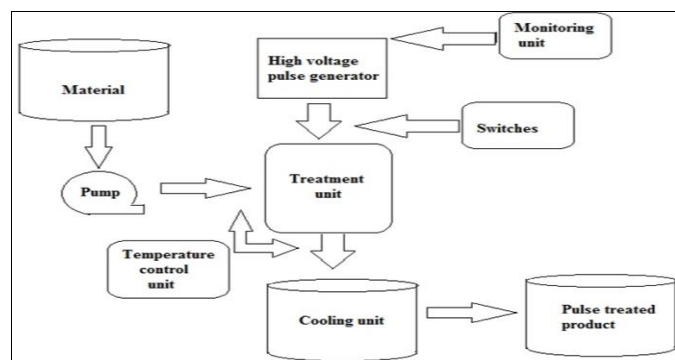 Monitoring
unit
High voltage
pulse generator
Material
Switches
Treatment
unit
Pump
Temperature
control
unit
Cooling unit
Pulse treated
product